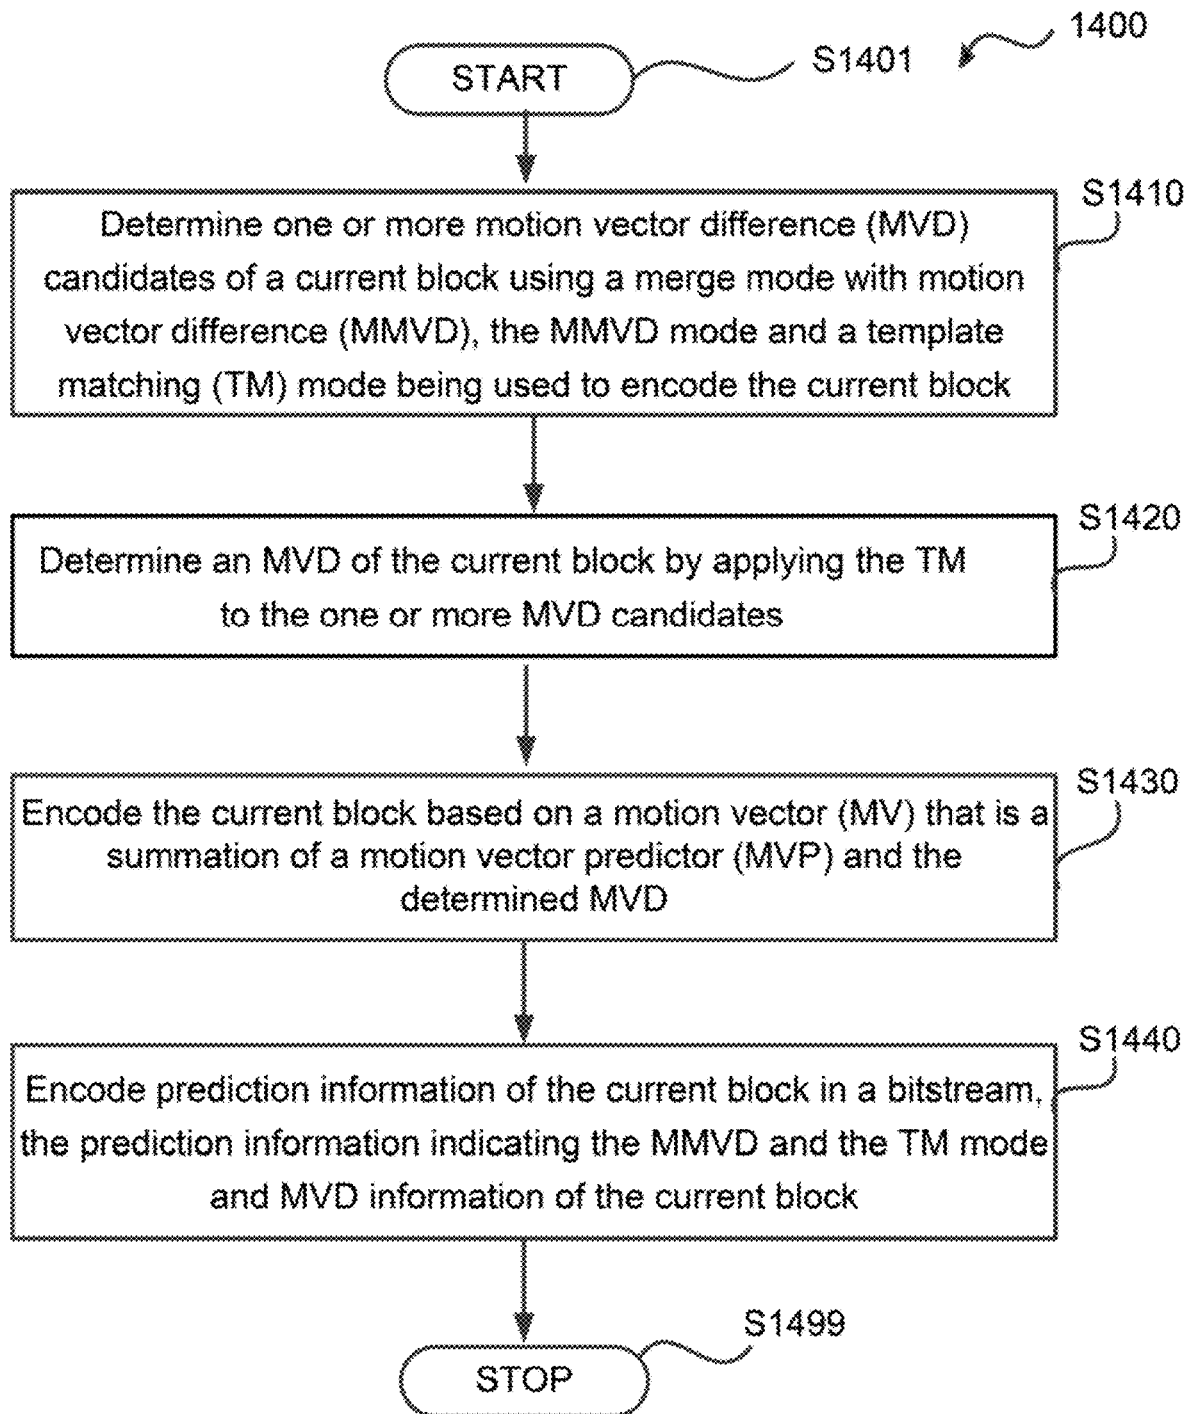 1400
START
S1401
S1410
Determine one or more motion vector difference (MVD)
candidates of a current block using a merge mode with motion
vector difference (MMVD), the MMVD mode and a template
matching (TM) mode being used to encode the current block
S1420
Determine an MVD of the current block by applying the TM
to the one or more MVD candidates
S1430
Encode the current block based on a motion vector (MV) that is a
summation of a motion vector predictor (MVP) and the
determined MVD
S1440
Encode prediction information of the current block in a bitstream,
the prediction information indicating the MMVD and the TM mode
and MVD information of the current block
S1499
STOP